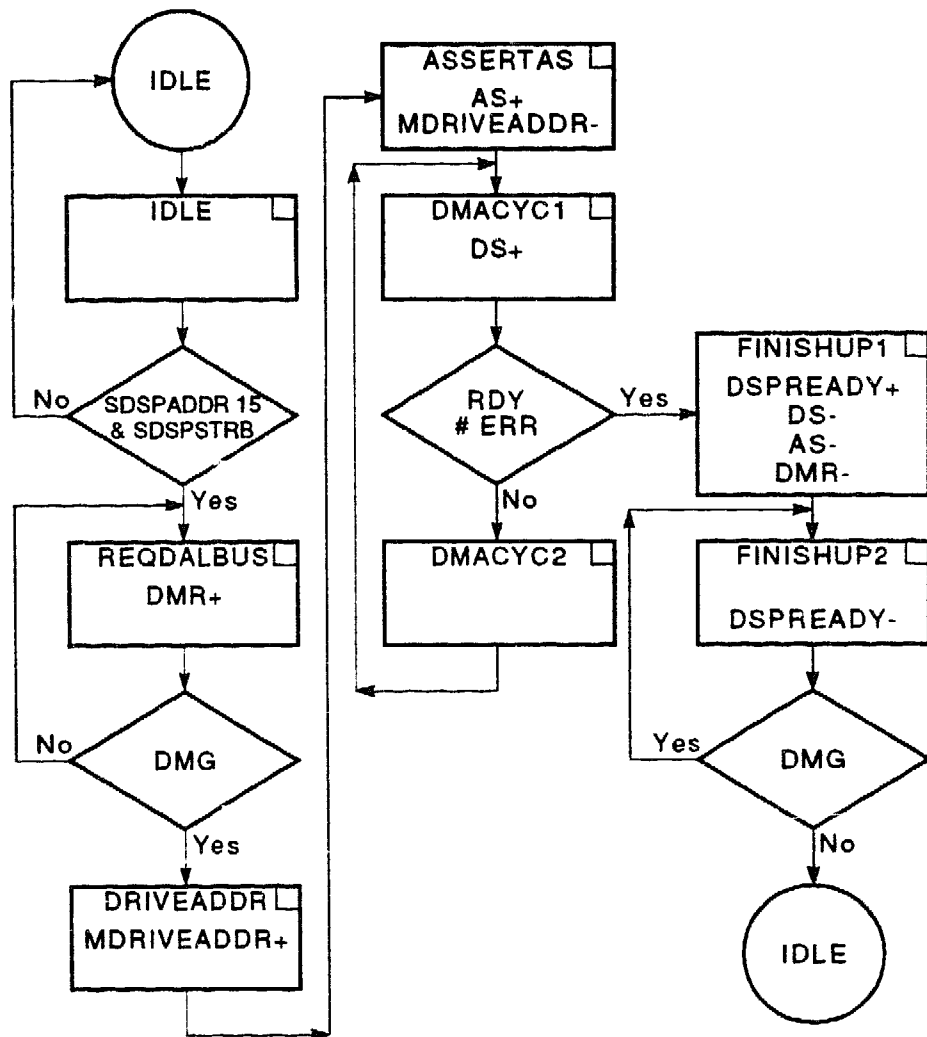 IDLE
IDLE
No
SDSPADDR 15
& SDSPSTRB
Yes
REQDALBUS
DMR+
No
DMG
Yes
DRIVEADDR
MDRIVEADDR+
ASSERTAS
AS+
MDRIVEADDR-
DMACYC1
DS+
RDY
# ERR
Yes
No
DMACYC2
FINISHUP1
DSPREADY+
DS-
AS-
DMR-
FINISHUP2
DSPREADY-
Yes
DMG
No
IDLE